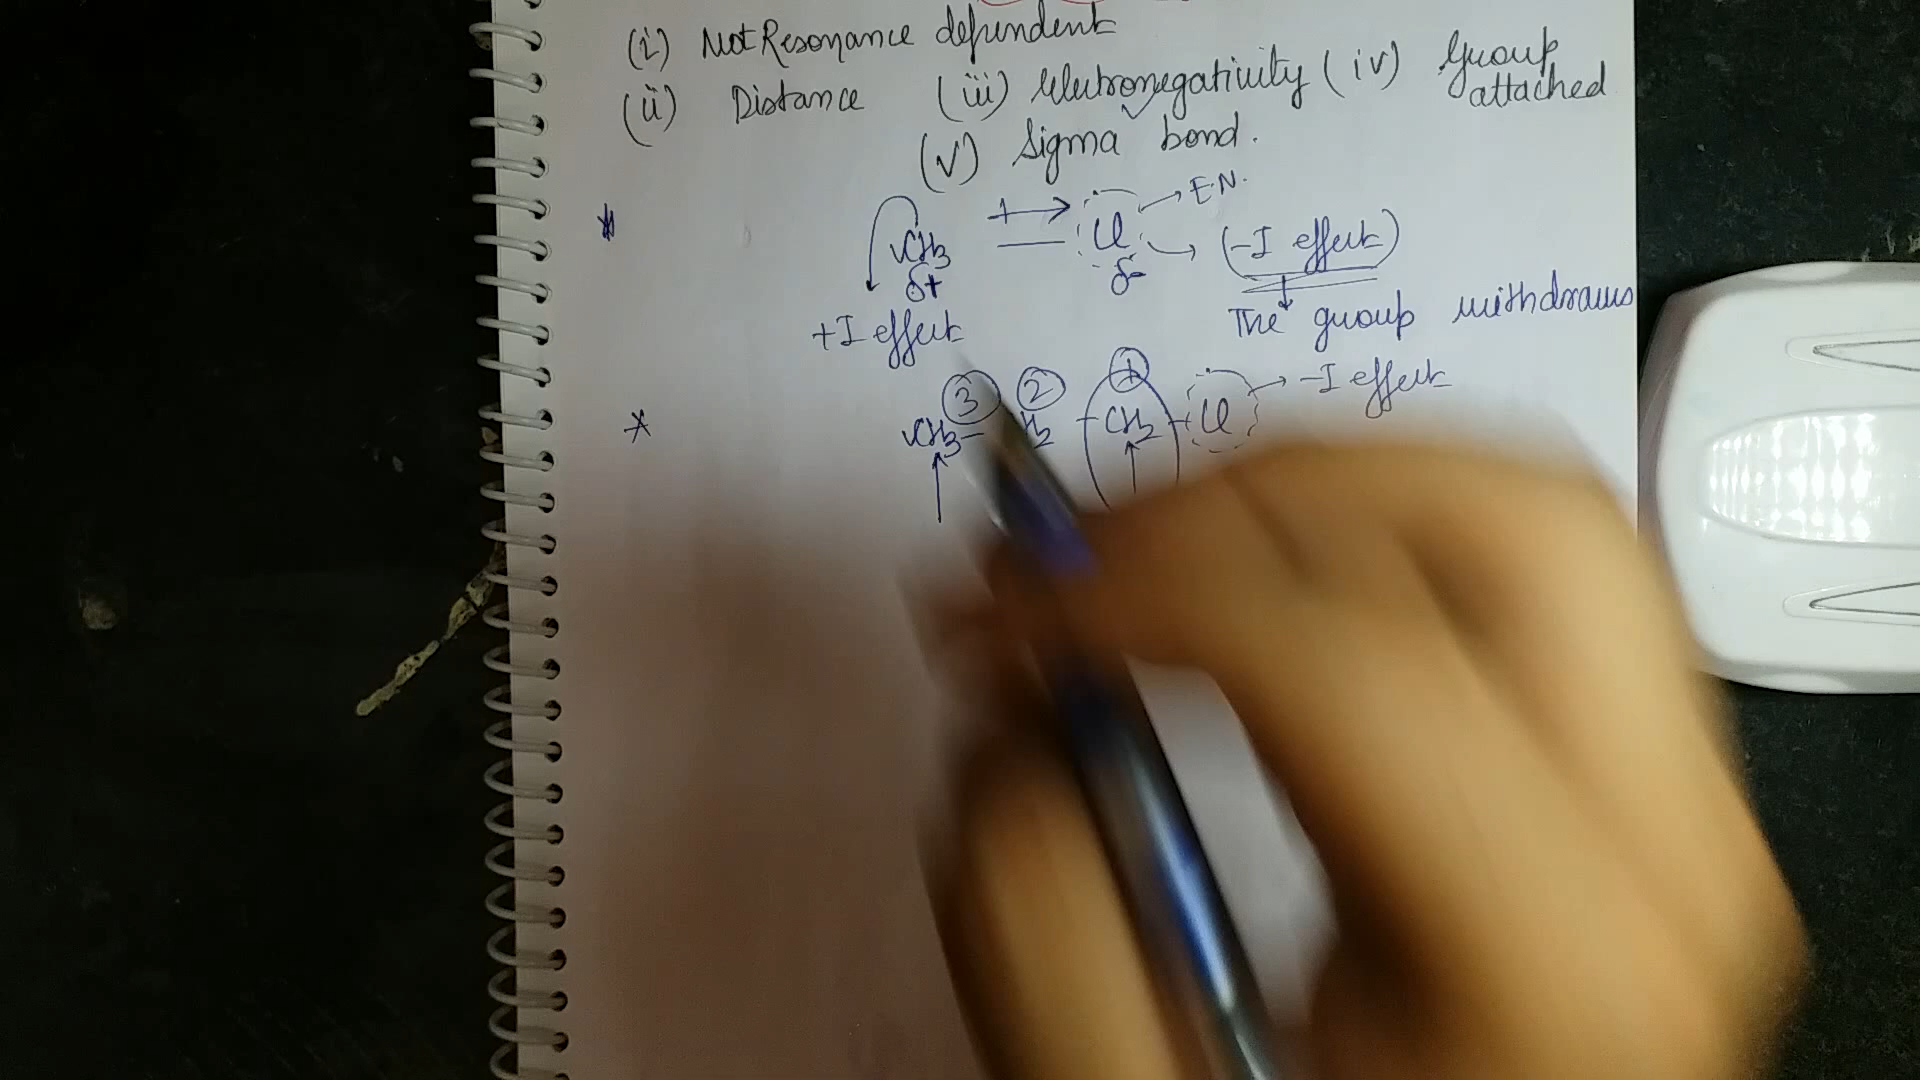 (i) Not Resonance dependent
(ii) Distance (iii) Electronegativity (iv) Group attached
(v) Sigma bond.
* CH3 Cl → E.N.
δ+ δ- (-I effect)
+I effect The group withdraws
3 2 1
* CH3 - H2 - CH2 - Cl → -I effect